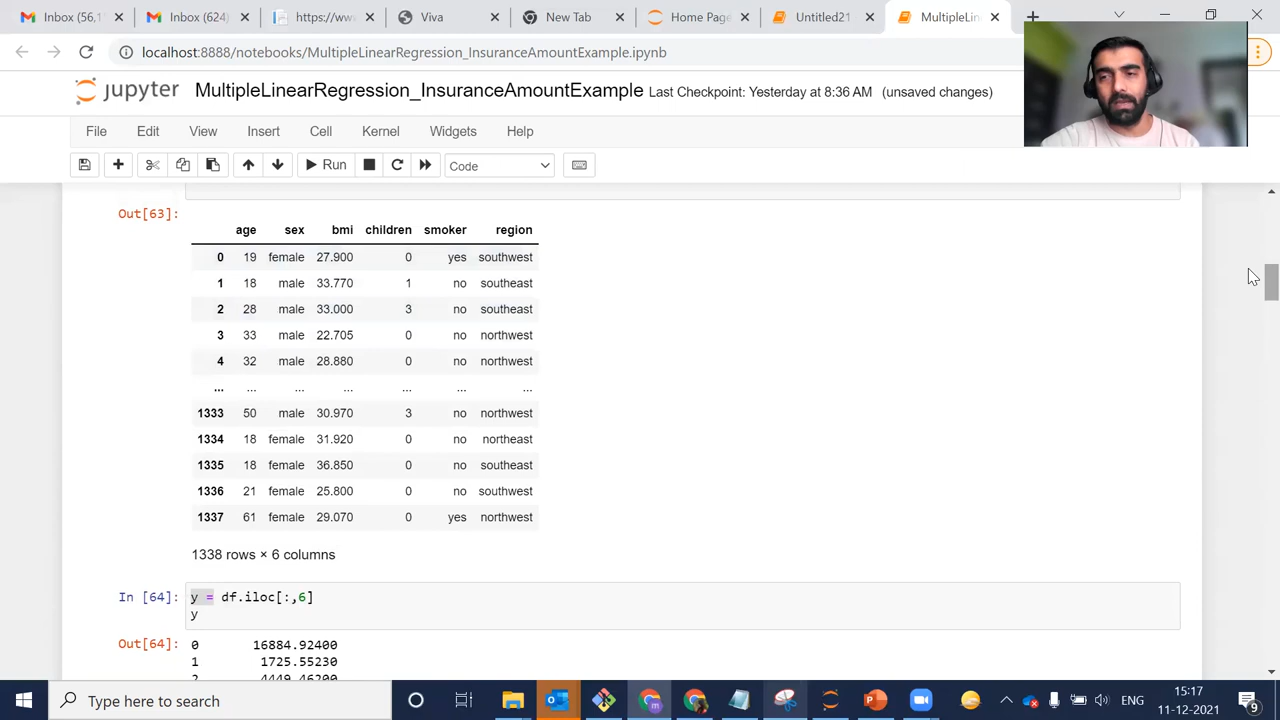 Inbox (56,1
Inbox (624)
https://ww
Viva
New Tab
Home Pag
Untitled21
MultipleLin
localhost:8888/notebooks/MultipleLinearRegression_InsuranceAmountExample.ipynb
jupyter MultipleLinearRegression_InsuranceAmountExample Last Checkpoint: Yesterday at 8:36 AM (unsaved changes)
File Edit View Insert Cell Kernel Widgets Help
Run Code
Out[63]:
age sex bmi children smoker region
0 19 female 27.900 0 yes southwest
1 18 male 33.770 1 no southeast
2 28 male 33.000 3 no southeast
3 33 male 22.705 0 no northwest
4 32 male 28.880 0 no northwest
... ... ... ... ... ... ...
1333 50 male 30.970 3 no northwest
1334 18 female 31.920 0 no northeast
1335 18 female 36.850 0 no southeast
1336 21 female 25.800 0 no southwest
1337 61 female 29.070 0 yes northwest
1338 rows × 6 columns
In [64]: y = df.iloc[:,6]
y
Out[64]: 0 16884.92400
1 1725.55230
2 4449.46200
Type here to search
ENG
15:17
11-12-2021
9